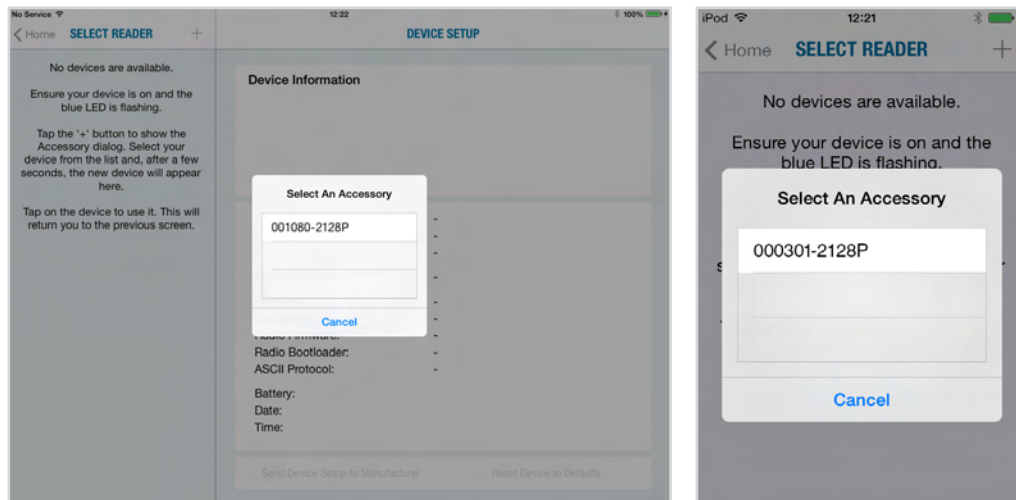 No Service
12:22
100%
Home
SELECT READER
+
DEVICE SETUP
No devices are available.
Ensure your device is on and the
blue LED is flashing.
Tap the '+' button to show the
Accessory dialog. Select your
device from the list and, after a few
seconds, the new device will appear
here.
Tap on the device to use it. This will
return you to the previous screen.
Device Information
Select An Accessory
001080-2128P
Cancel
-
-
-
-
-
-
Radio Firmware:
-
Radio Bootloader:
-
ASCII Protocol:
-
Battery:
Date:
Time:
Send Device Setup to Manufacturer
Reset Device to Defaults
iPod
12:21
Home
SELECT READER
+
No devices are available.
Ensure your device is on and the
blue LED is flashing.
Select An Accessory
000301-2128P
Cancel